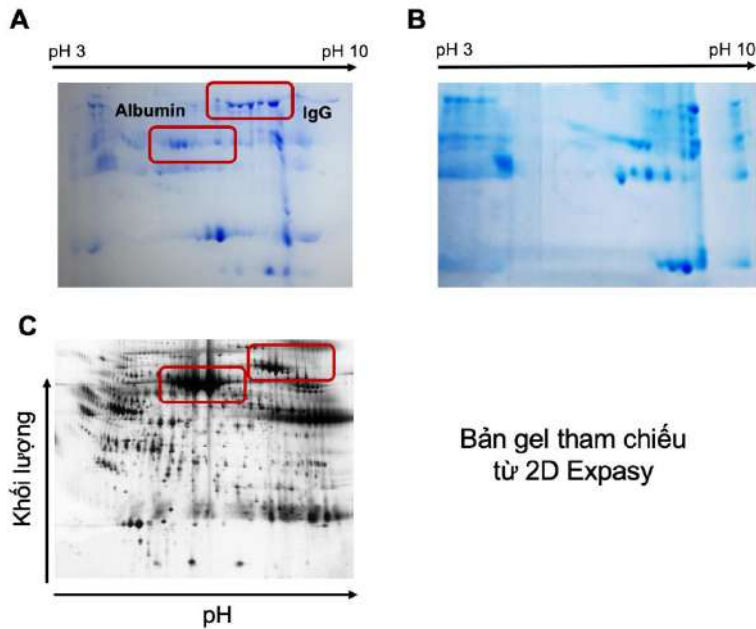 A
B
pH 3
pH 10
pH 3
pH 10
Albumin
IgG
C
Khối lượng
pH
Bản gel tham chiếu
từ 2D Expasy